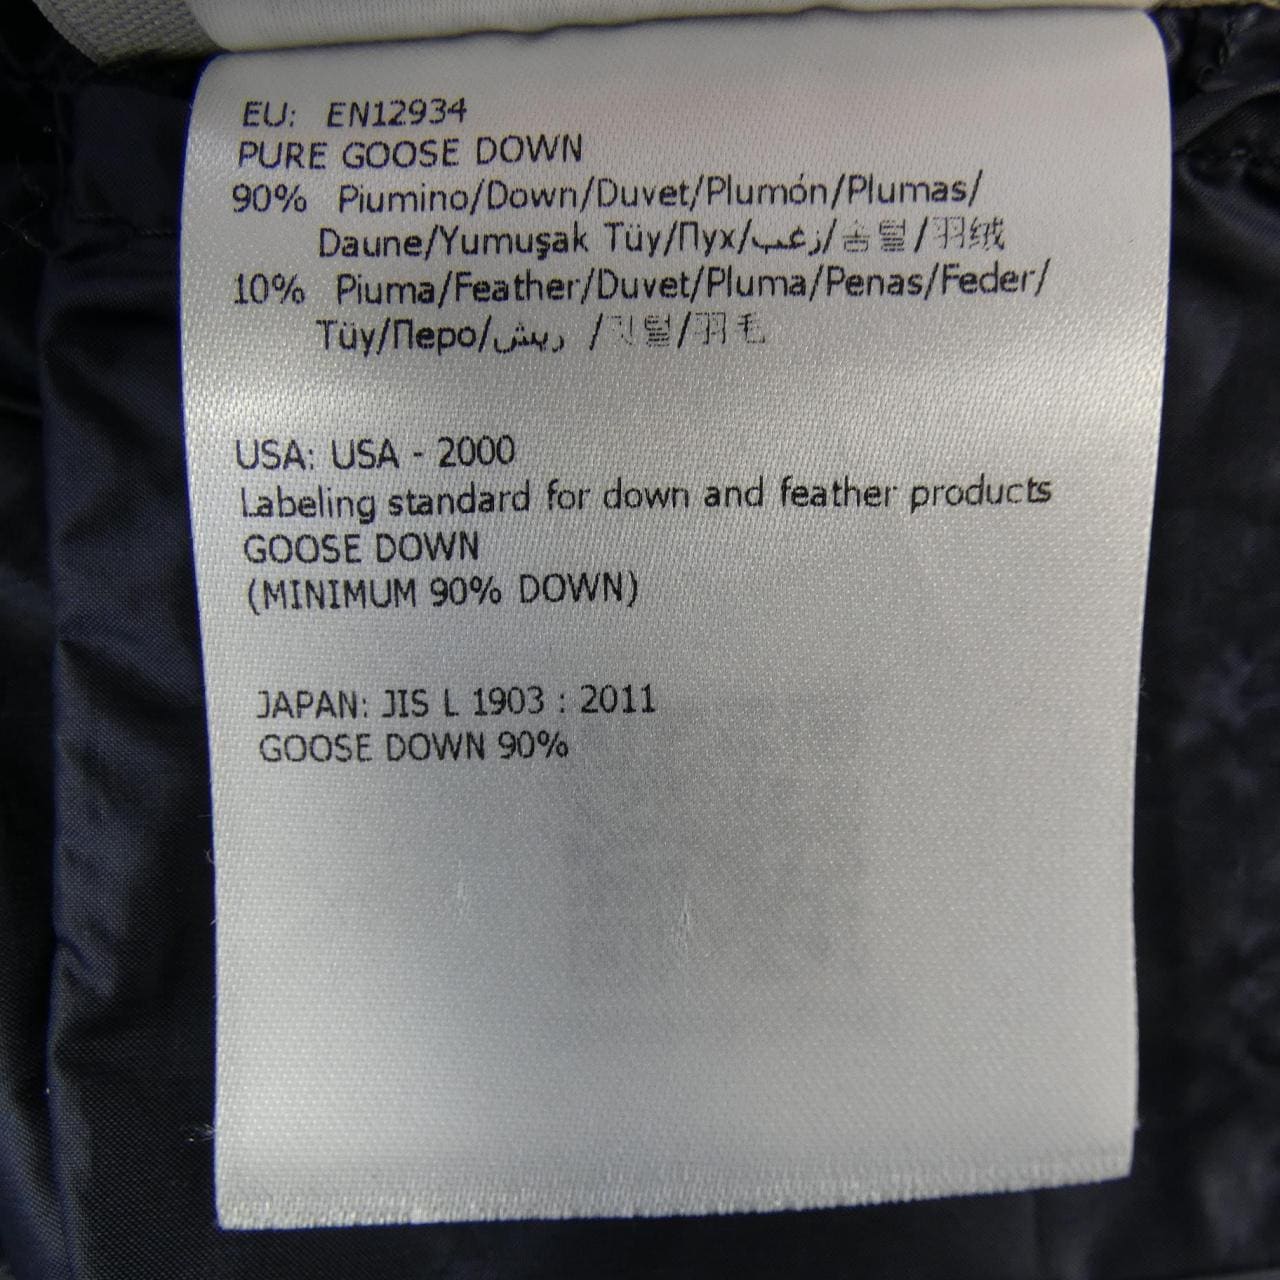 EU: EN12934
PURE GOOSE DOWN
90% Piumino/Down/Duvet/Plumón/Plumas/
Daune/Yumuşak Tüy/Пух/زغب/솜털/羽绒
10% Piuma/Feather/Duvet/Pluma/Penas/Feder/
Tüy/Перо/ريش /깃털/羽毛
USA: USA - 2000
Labeling standard for down and feather products
GOOSE DOWN
(MINIMUM 90% DOWN)
JAPAN: JIS L 1903 : 2011
GOOSE DOWN 90%